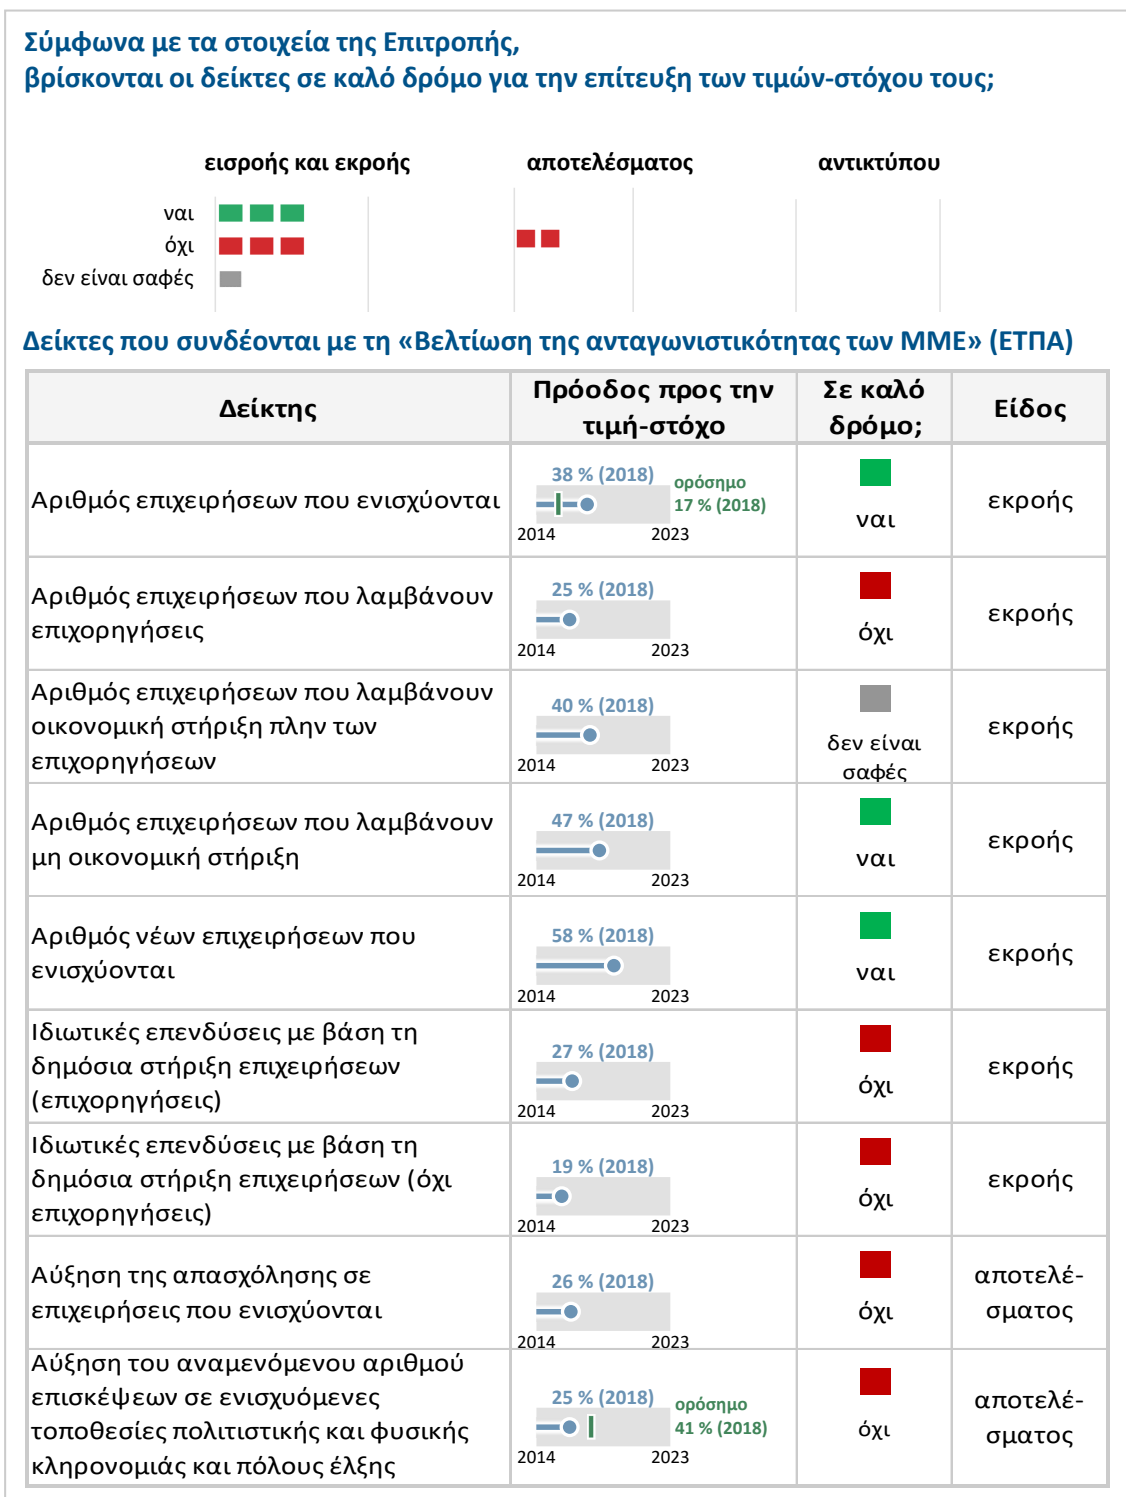 Σύμφωνα με τα στοιχεία της Επιτροπής,
βρίσκονται οι δείκτες σε καλό δρόμο για την επίτευξη των τιμών-στόχου τους;
εισροής και εκροής
αποτελέσματος
αντικτύπου
ναι
όχι
δεν είναι σαφές
Δείκτες που συνδέονται με τη «Βελτίωση της ανταγωνιστικότητας των ΜΜΕ» (ΕΤΠΑ)
Δείκτης
Πρόοδος προς την
τιμή-στόχο
Σε καλό
δρόμο;
Είδος
Αριθμός επιχειρήσεων που ενισχύονται
38 % (2018)
ορόσημο
17 % (2018)
2014
2023
ναι
εκροής
Αριθμός επιχειρήσεων που λαμβάνουν
επιχορηγήσεις
25 % (2018)
2014
2023
όχι
εκροής
Αριθμός επιχειρήσεων που λαμβάνουν
οικονομική στήριξη πλην των
επιχορηγήσεων
40 % (2018)
2014
2023
δεν είναι
σαφές
εκροής
Αριθμός επιχειρήσεων που λαμβάνουν
μη οικονομική στήριξη
47 % (2018)
2014
2023
ναι
εκροής
Αριθμός νέων επιχειρήσεων που
ενισχύονται
58 % (2018)
2014
2023
ναι
εκροής
Ιδιωτικές επενδύσεις με βάση τη
δημόσια στήριξη επιχειρήσεων
(επιχορηγήσεις)
27 % (2018)
2014
2023
όχι
εκροής
Ιδιωτικές επενδύσεις με βάση τη
δημόσια στήριξη επιχειρήσεων (όχι
επιχορηγήσεις)
19 % (2018)
2014
2023
όχι
εκροής
Αύξηση της απασχόλησης σε
επιχειρήσεις που ενισχύονται
26 % (2018)
2014
2023
όχι
αποτελέ-
σματος
Αύξηση του αναμενόμενου αριθμού
επισκέψεων σε ενισχυόμενες
τοποθεσίες πολιτιστικής και φυσικής
κληρονομιάς και πόλους έλξης
25 % (2018)
ορόσημο
41 % (2018)
2014
2023
όχι
αποτελέ-
σματος